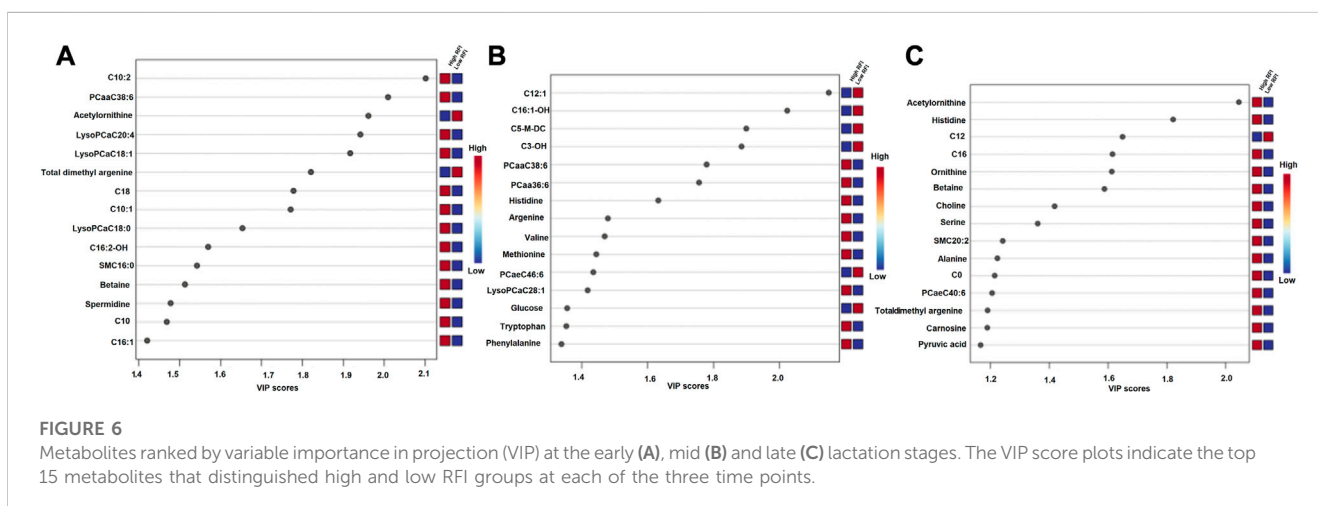 A
High RFI
Low RFI
C10:2
PCaaC38:6
Acetylornithine
LysoPCaC20:4
LysoPCaC18:1
Total dimethyl argenine
C18
C10:1
LysoPCaC18:0
C16:2-OH
SMC16:0
Betaine
Spermidine
C10
C16:1
High
Low
1.4 1.5 1.6 1.7 1.8 1.9 2.0 2.1
VIP scores
B
High RFI
Low RFI
C12:1
C16:1-OH
C5-M-DC
C3-OH
PCaaC38:6
PCaa36:6
Histidine
Argenine
Valine
Methionine
PCaeC46:6
LysoPCaC28:1
Glucose
Tryptophan
Phenylalanine
High
Low
1.4 1.6 1.8 2.0
VIP scores
C
High RFI
Low RFI
Acetylornithine
Histidine
C12
C16
Ornithine
Betaine
Choline
Serine
SMC20:2
Alanine
C0
PCaeC40:6
Totaldimethyl argenine
Carnosine
Pyruvic acid
High
Low
1.2 1.4 1.6 1.8 2.0
VIP scores
FIGURE 6
Metabolites ranked by variable importance in projection (VIP) at the early (A), mid (B) and late (C) lactation stages. The VIP score plots indicate the top
15 metabolites that distinguished high and low RFI groups at each of the three time points.